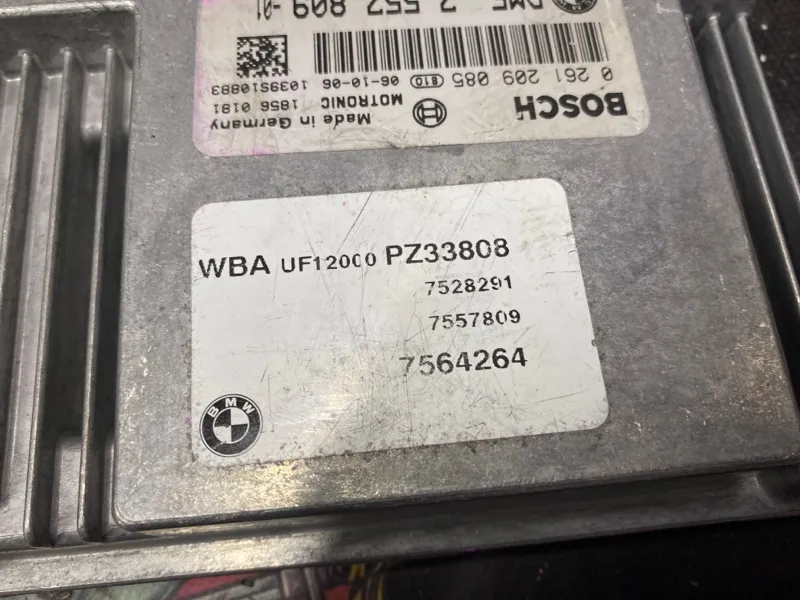 DME 7 557 809 -01
0 261 209 085 810 06-10-06 1039S10883
BOSCH MOTRONIC 1856 0181
Made in Germany
WBA UF12000 PZ33808
7528291
7557809
7564264
BMW